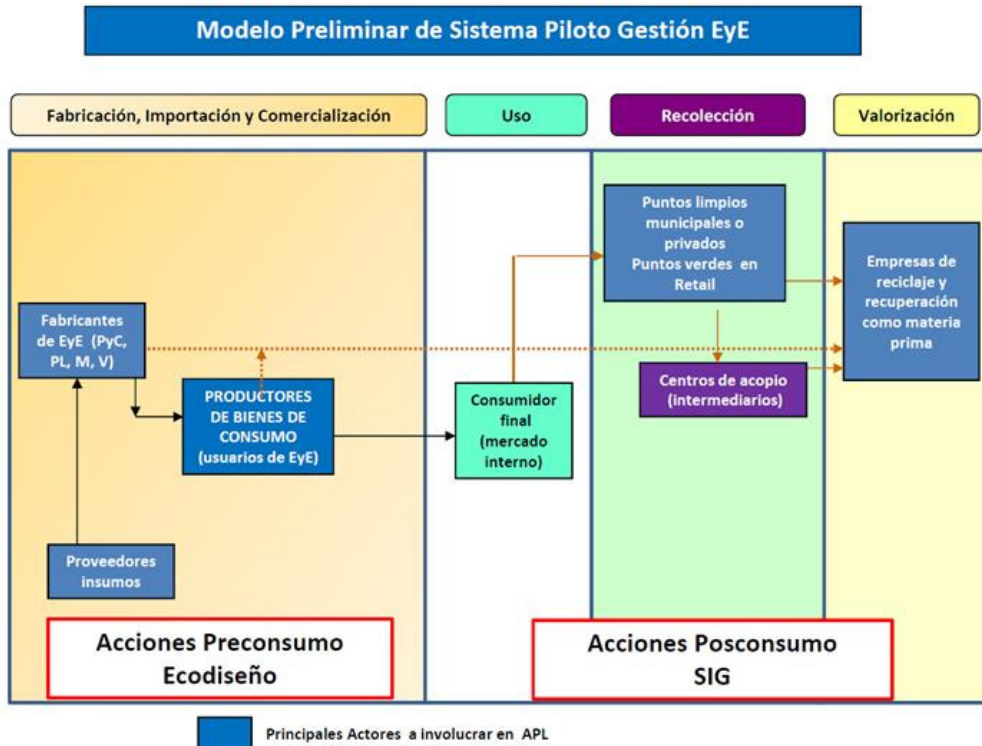 Modelo Preliminar de Sistema Piloto Gestión EyE
Fabricación, Importación y Comercialización
Uso
Recolección
Valorización
Puntos limpios
municipales o
privados
Puntos verdes en
Retail
Empresas de
reciclaje y
recuperación
como materia
prima
Fabricantes
de EyE (PyC,
PL, M, V)
PRODUCTORES
DE BIENES DE
CONSUMO
(usuarios de EyE)
Consumidor
final
(mercado
interno)
Centros de acopio
(intermediarios)
Proveedores
insumos
Acciones Preconsumo
Ecodiseño
Acciones Posconsumo
SIG
Principales Actores a involucrar en APL